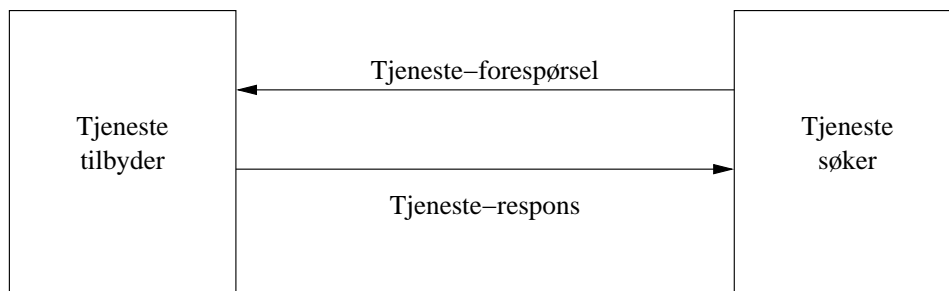 Tjeneste−forespørsel
Tjeneste
tilbyder
Tjeneste
søker
Tjeneste−respons